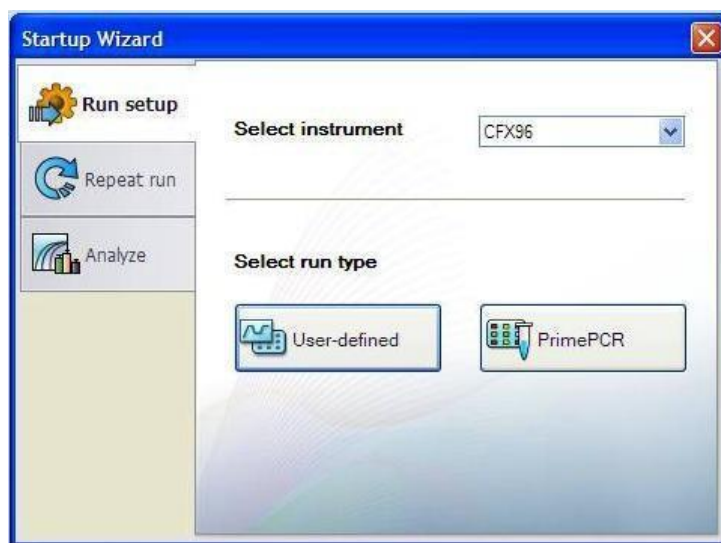 Startup Wizard
Run setup
Select instrument CFX96
Repeat run
Analyze
Select run type
User-defined PrimePCR